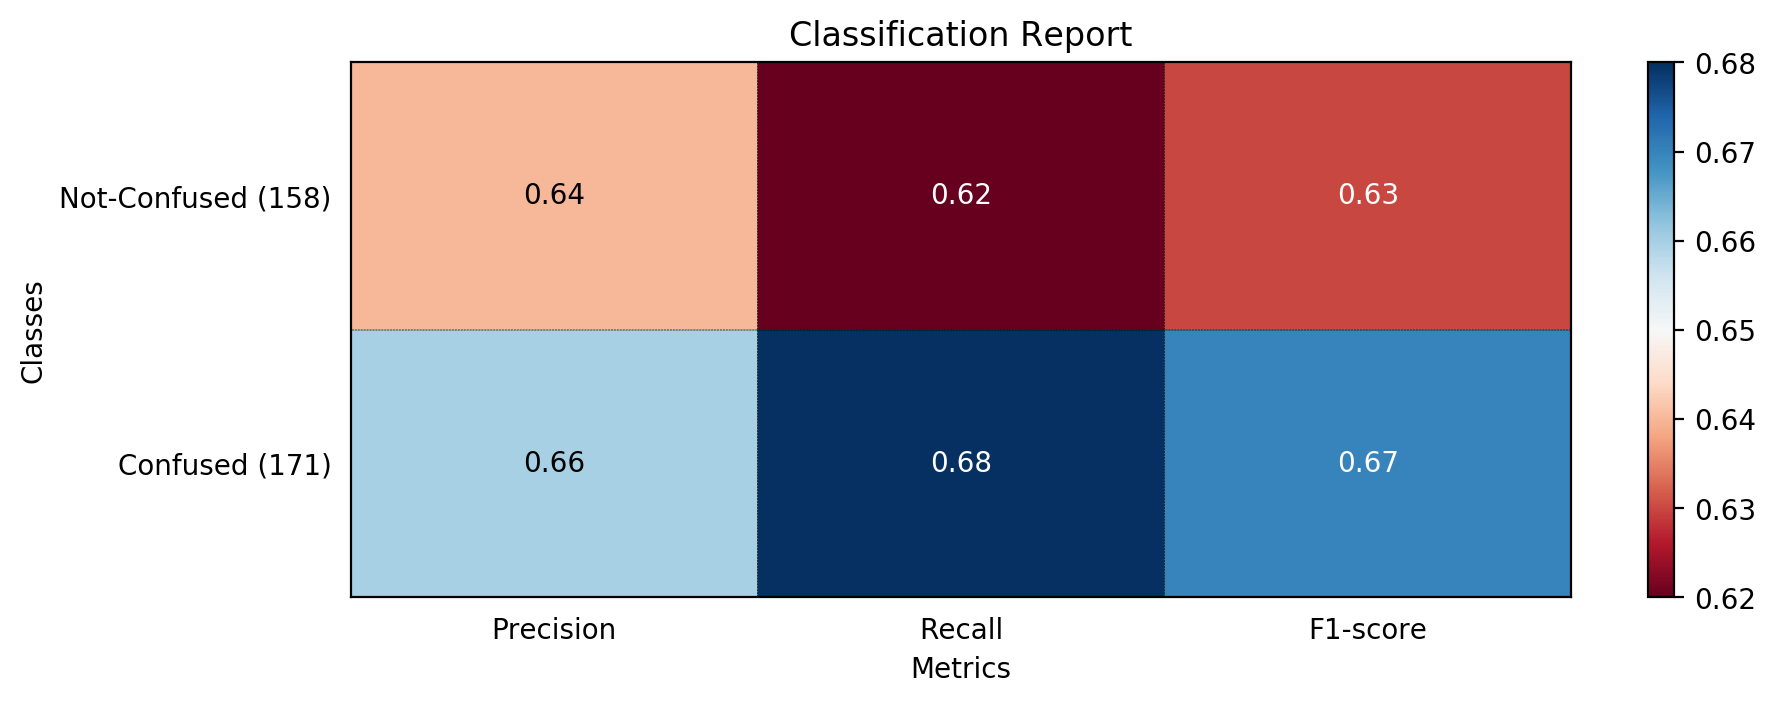 Classification Report
Not-Confused (158)
0.64 0.62 0.63
Confused (171)
0.66 0.68 0.67
Classes
Precision Recall F1-score
Metrics
0.68
0.67
0.66
0.65
0.64
0.63
0.62